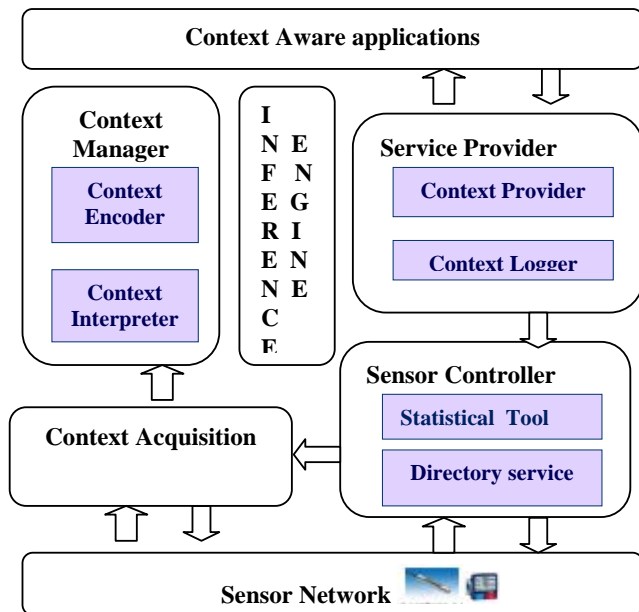 Context Aware applications
Context
Manager
Context
Encoder
Context
Interpreter
I
N E
F N
E G
R I
E N
N E
C
E
Service Provider
Context Provider
Context Logger
Sensor Controller
Statistical Tool
Directory service
Context Acquisition
Sensor Network